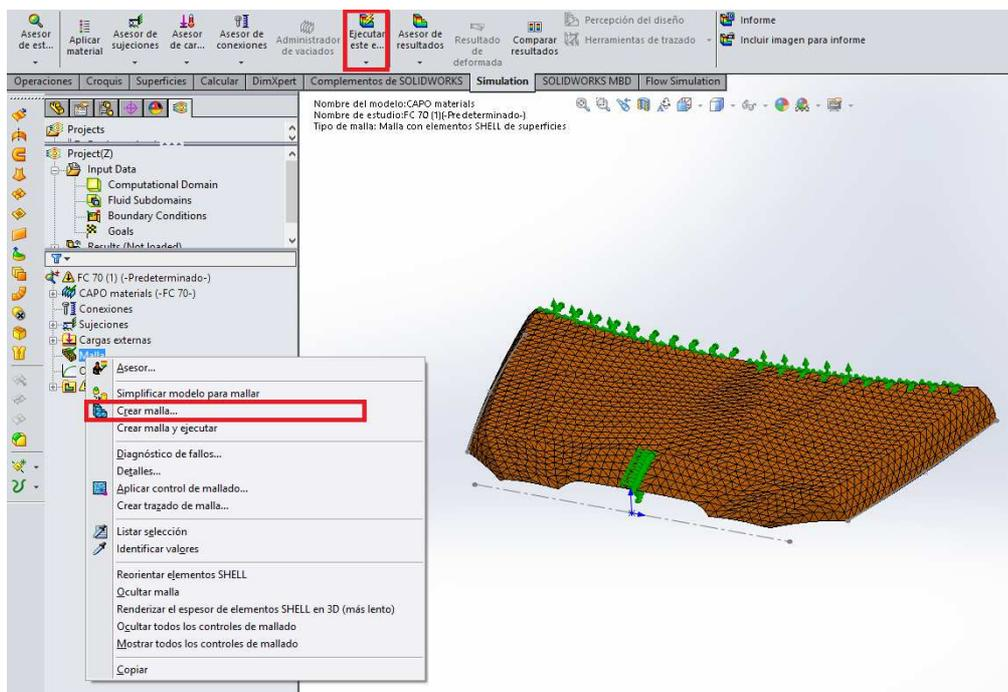 Asesor de est...
Aplicar material
Asesor de sujeciones
Asesor de car...
Asesor de conexiones
Administrador de vaciados
Ejecutar este e...
Asesor de resultados
Resultado de deformada
Comparar resultados
Percepción del diseño
Herramientas de trazado
Informe
Incluir imagen para informe
Operaciones Croquis Superficies Calcular DimXpert Complementos de SOLIDWORKS Simulation SOLIDWORKS MBD Flow Simulation
Nombre del modelo:CAPO materials
Nombre de estudio:FC 70 (1)(-Predeterminado-)
Tipo de malla: Malla con elementos SHELL de superficies
Projects
Project(Z)
Input Data
Computational Domain
Fluid Subdomains
Boundary Conditions
Goals
Results (Not loaded)
FC 70 (1) (-Predeterminado-)
CAPO materials (-FC 70-)
Conexiones
Sujeciones
Cargas externas
Malla
Asesor...
Simplificar modelo para mallar
Crear malla...
Crear malla y ejecutar
Diagnóstico de fallos...
Detalles...
Aplicar control de mallado...
Crear trazado de malla...
Listar selección
Identificar valores
Reorientar elementos SHELL
Ocultar malla
Renderizar el espesor de elementos SHELL en 3D (más lento)
Ocultar todos los controles de mallado
Mostrar todos los controles de mallado
Copiar